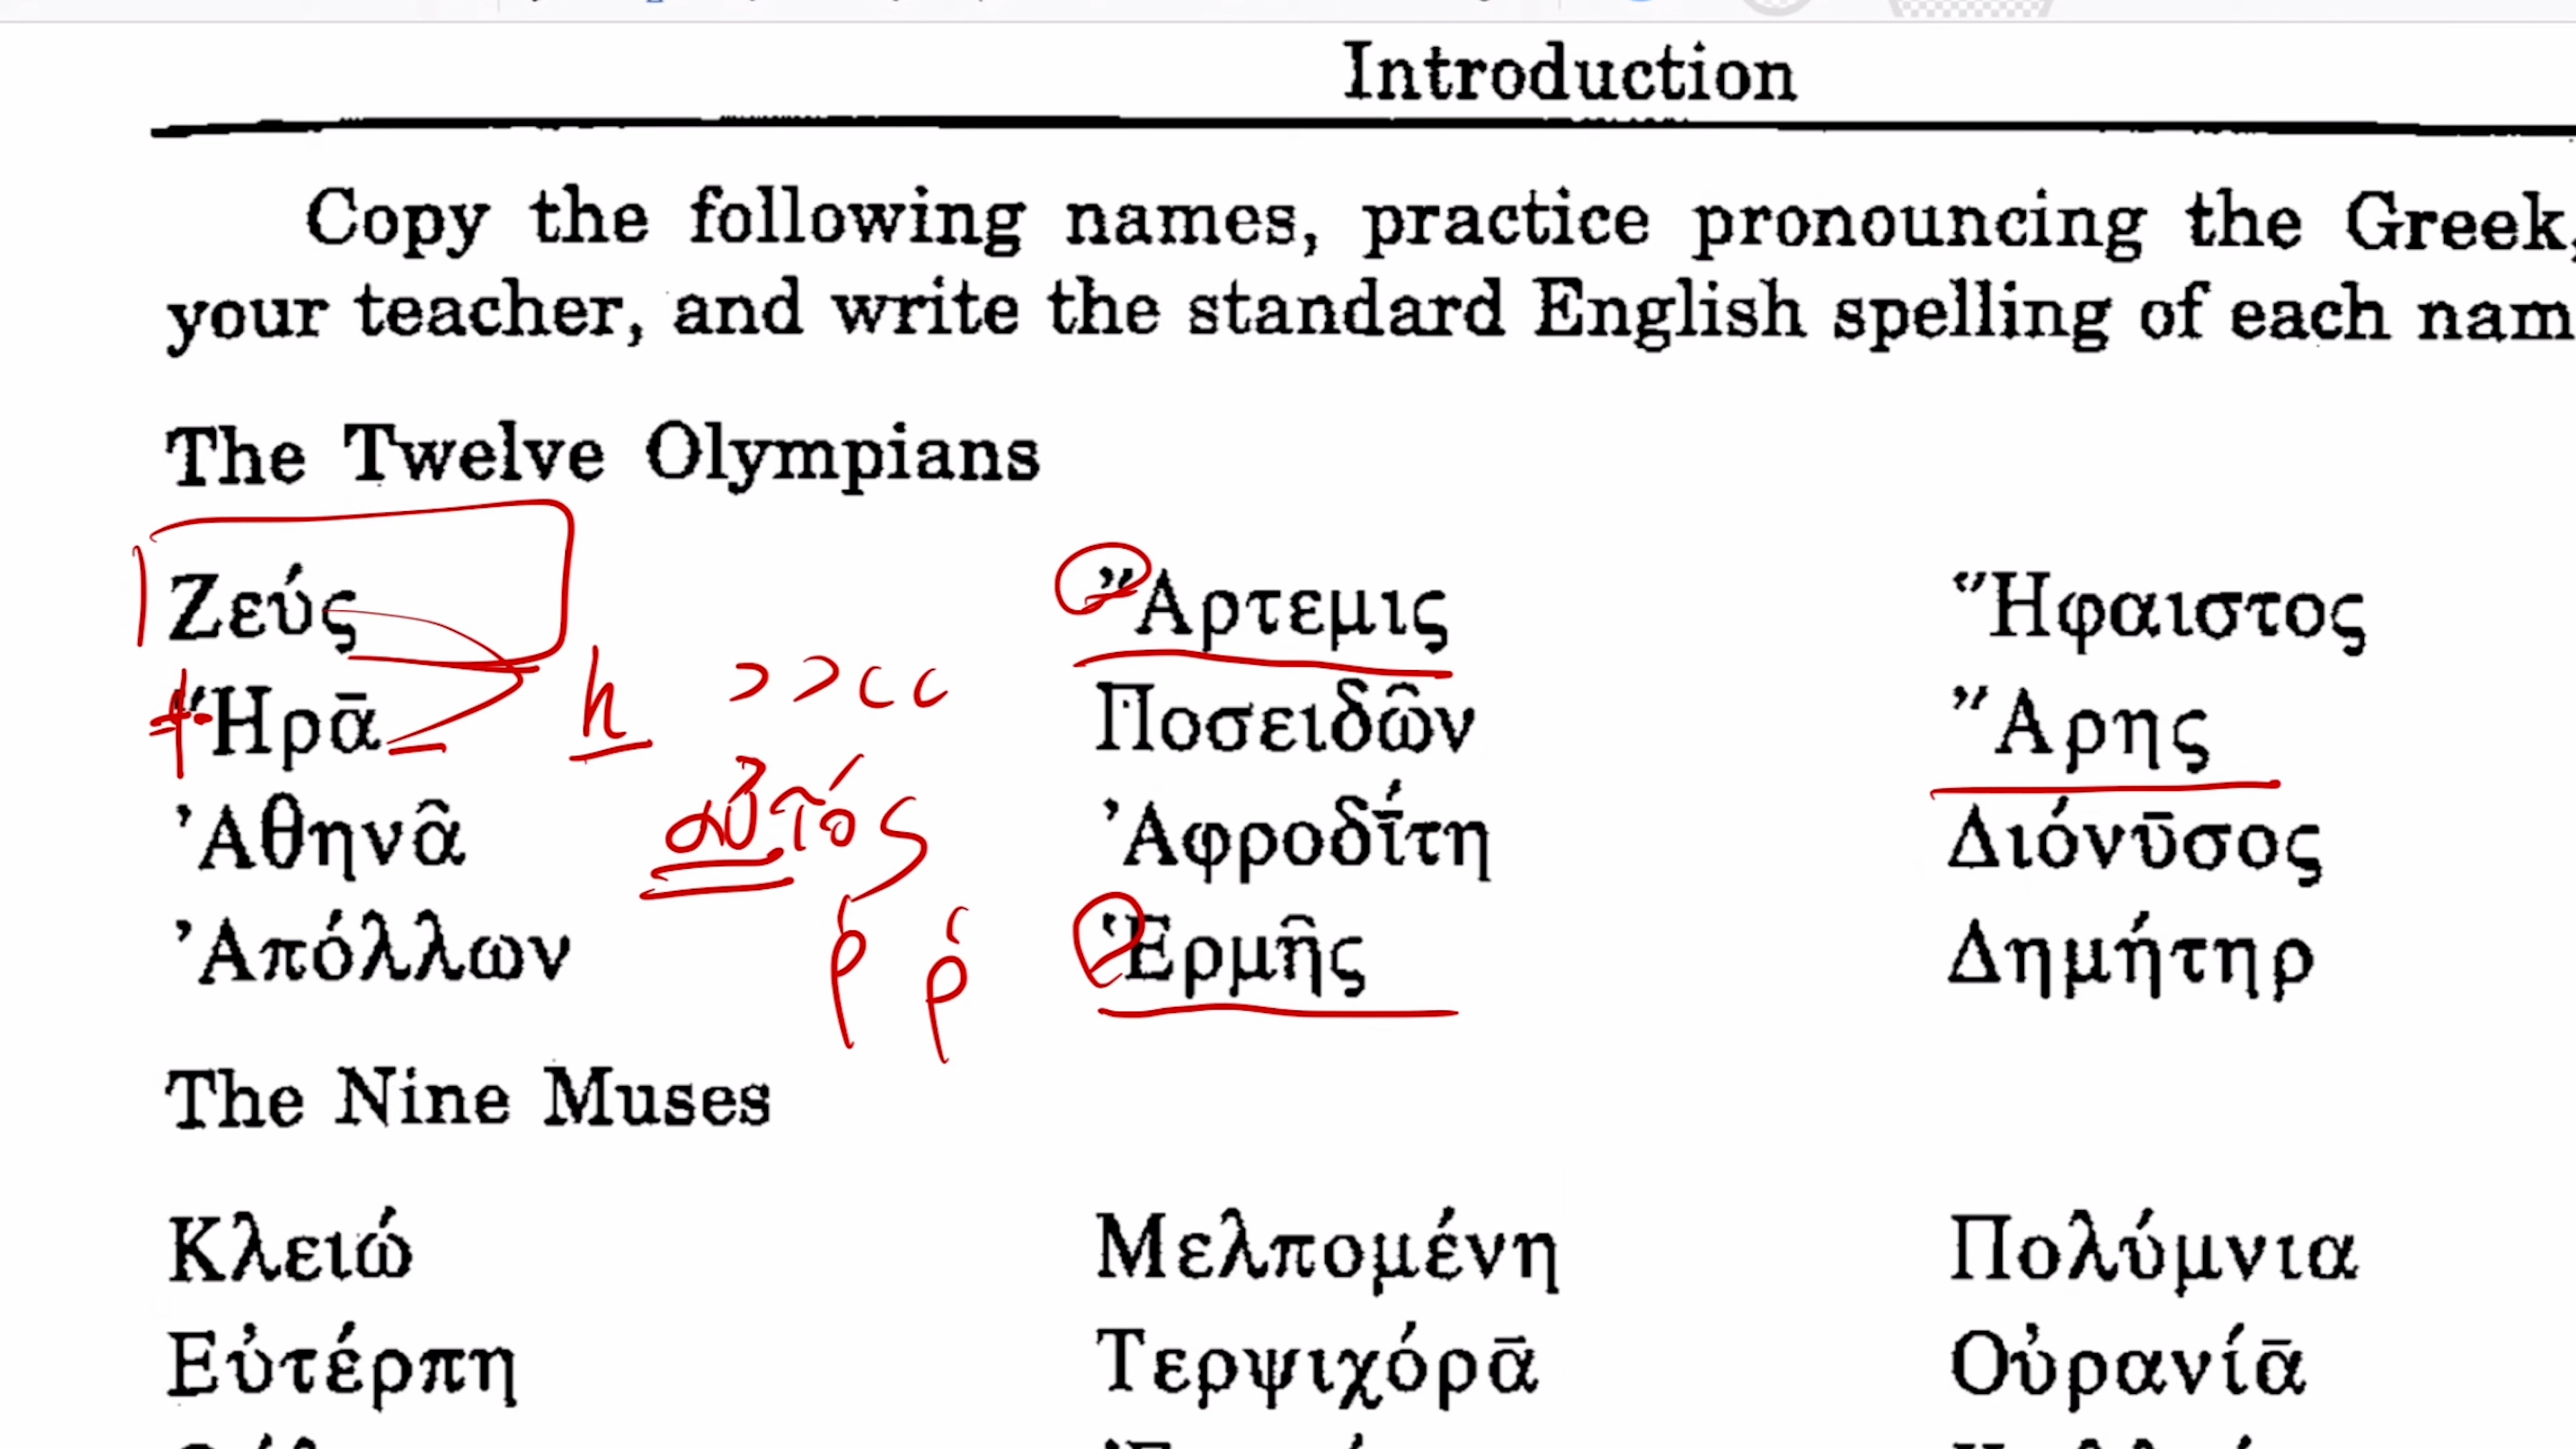 Introduction
Copy the following names, practice pronouncing the Greek,
your teacher, and write the standard English spelling of each nam
The Twelve Olympians
Ζεύς Ἄρτεμις Ἥφαιστος
Ἥρᾱ h Ποσειδῶν Ἄρης
Ἀθηνᾶ αὐτός Ἀφροδί̄τη Διόνῡσος
Ἀπόλλων ῥ ῥ Ἑρμῆς Δημήτηρ
The Nine Muses
Κλειώ Μελπομένη Πολύμνια
Εὐτέρπη Τερψιχόρᾱ Οὐρανίᾱ